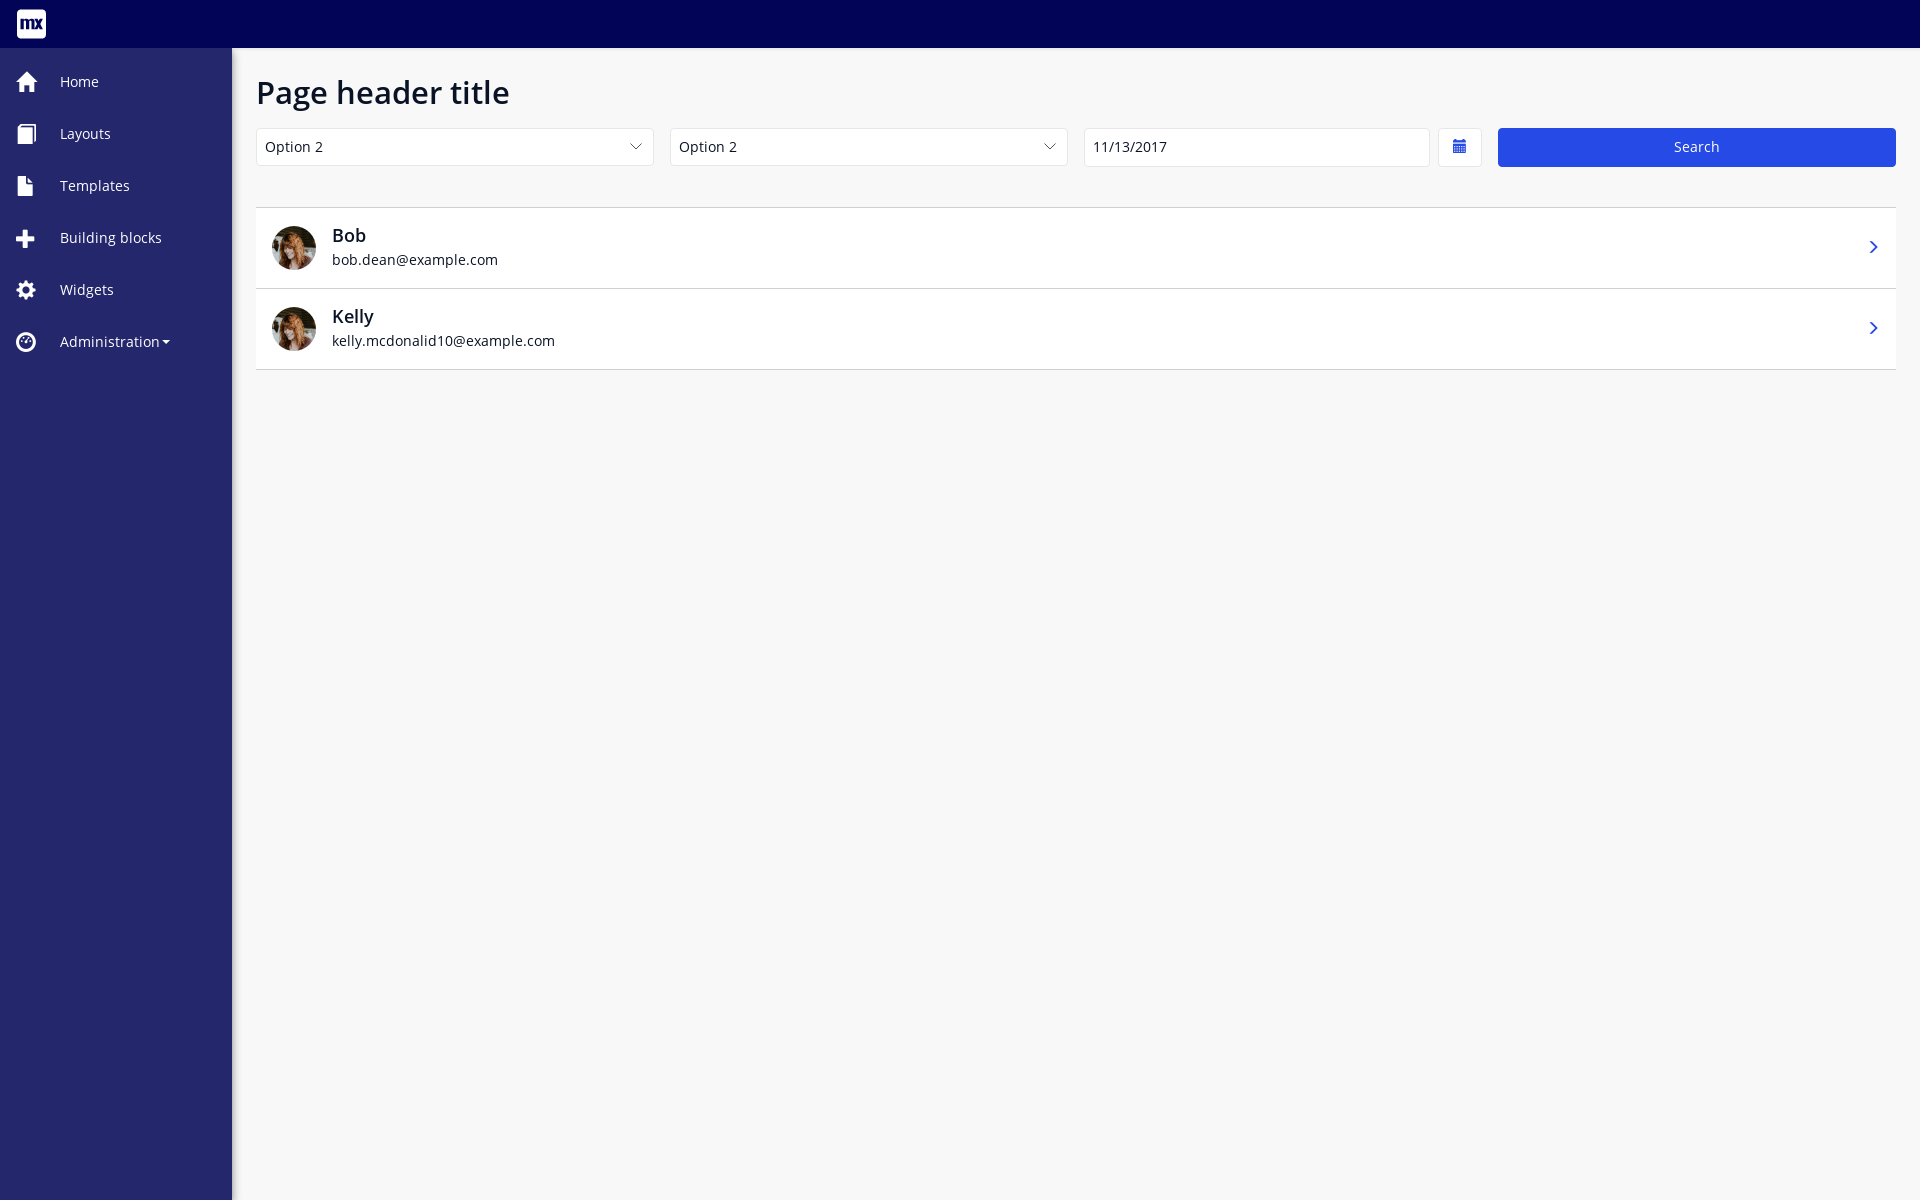 mx
Home
Layouts
Templates
Building blocks
Widgets
Administration
Page header title
Option 2
Option 2
11/13/2017
Search
Bob
bob.dean@example.com
Kelly
kelly.mcdonalid10@example.com